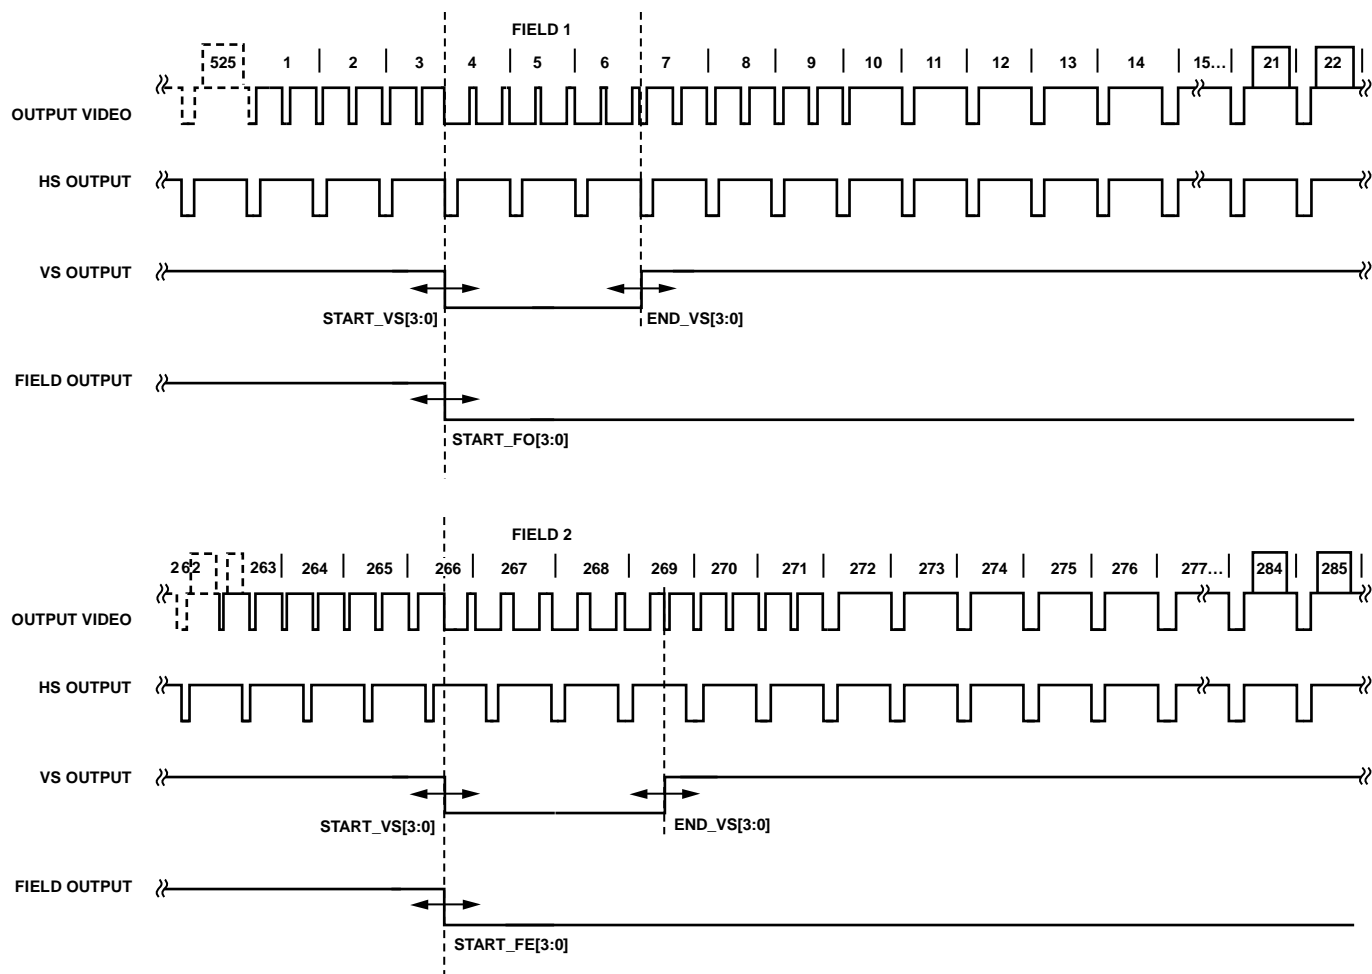 FIELD 1
525 1 2 3 4 5 6 7 8 9 10 11 12 13 14 15... 21 22
OUTPUT VIDEO
HS OUTPUT
VS OUTPUT
START_VS[3:0] END_VS[3:0]
FIELD OUTPUT
START_FO[3:0]
FIELD 2
262 263 264 265 266 267 268 269 270 271 272 273 274 275 276 277... 284 285
OUTPUT VIDEO
HS OUTPUT
VS OUTPUT
START_VS[3:0] END_VS[3:0]
FIELD OUTPUT
START_FE[3:0]